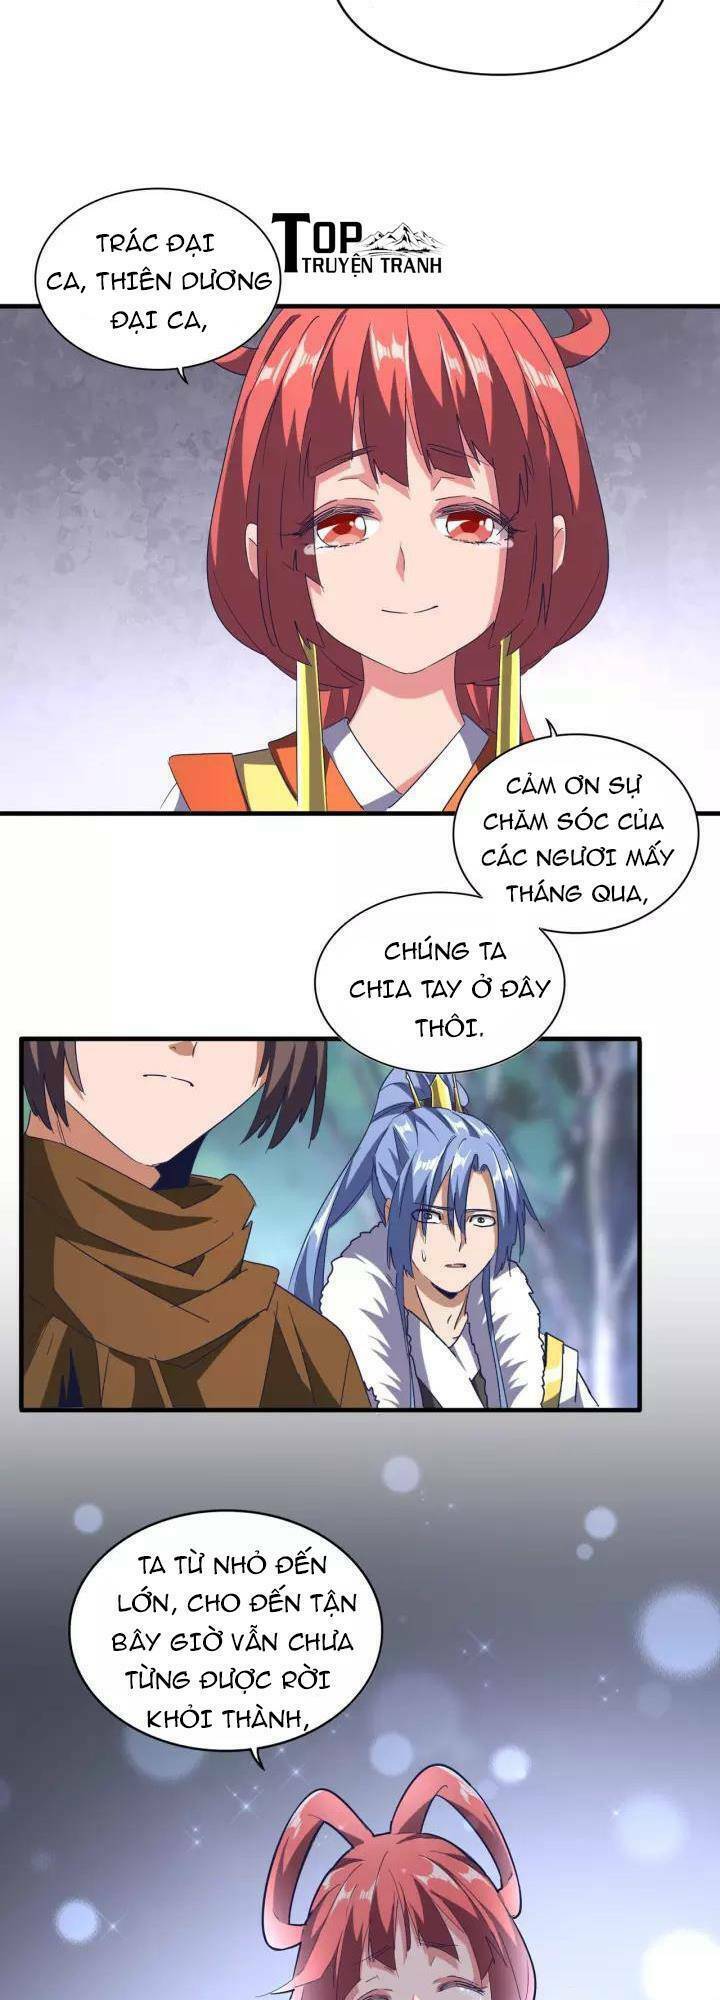 TRÁC ĐẠI
CA, THIÊN DƯƠNG
ĐẠI CA,
TOP
TRUYỆN TRANH
CẢM ƠN SỰ
CHĂM SÓC CỦA
CÁC NGƯƠI MẤY
THÁNG QUA,
CHÚNG TA
CHIA TAY Ở ĐÂY
THÔI.
TA TỪ NHỎ ĐẾN
LỚN, CHO ĐẾN TẬN
BÂY GIỜ VẪN CHƯA
TỪNG ĐƯỢC RỜI
KHỎI THÀNH,